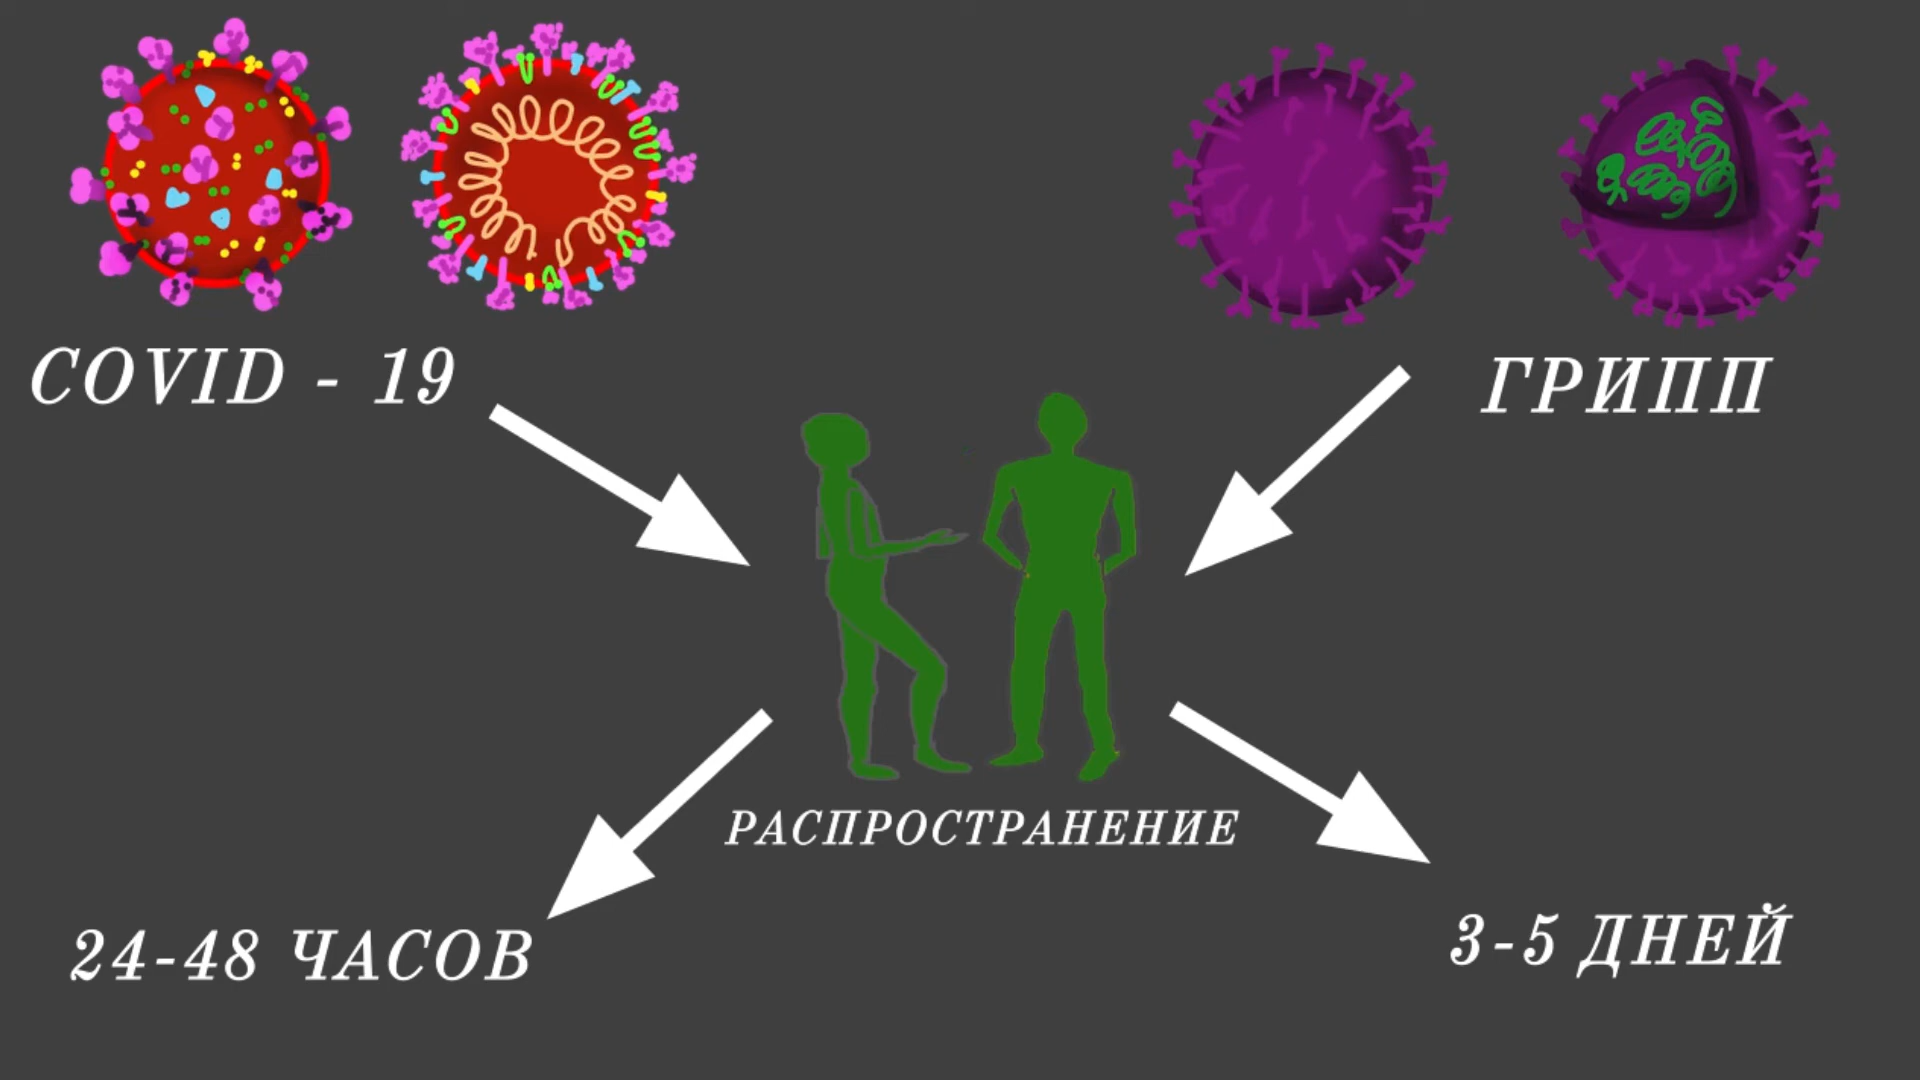 COVID - 19
ГРИПП
РАСПРОСТРАНЕНИЕ
24-48 ЧАСОВ
3-5 ДНЕЙ